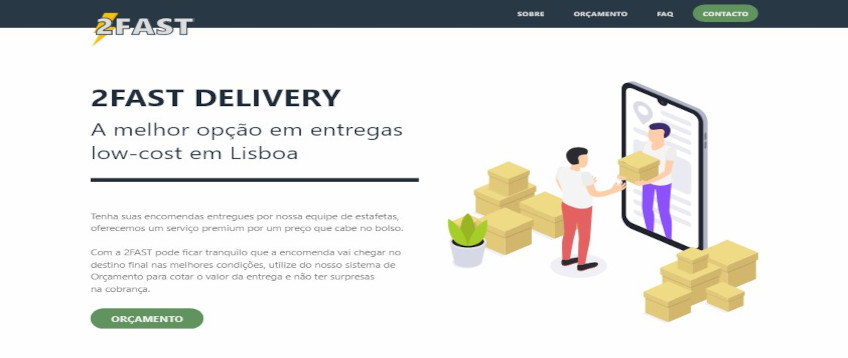 2FAST
SOBRE ORÇAMENTO FAQ CONTACTO
2FAST DELIVERY
A melhor opção em entregas
low-cost em Lisboa
Tenha suas encomendas entregues por nossa equipe de estafetas,
oferecemos um serviço premium por um preço que cabe no bolso.
Com a 2FAST pode ficar tranquilo que a encomenda vai chegar no
destino final nas melhores condições, utilize do nosso sistema de
Orçamento para cotar o valor da entrega e não ter surpresas
na cobrança.
ORÇAMENTO